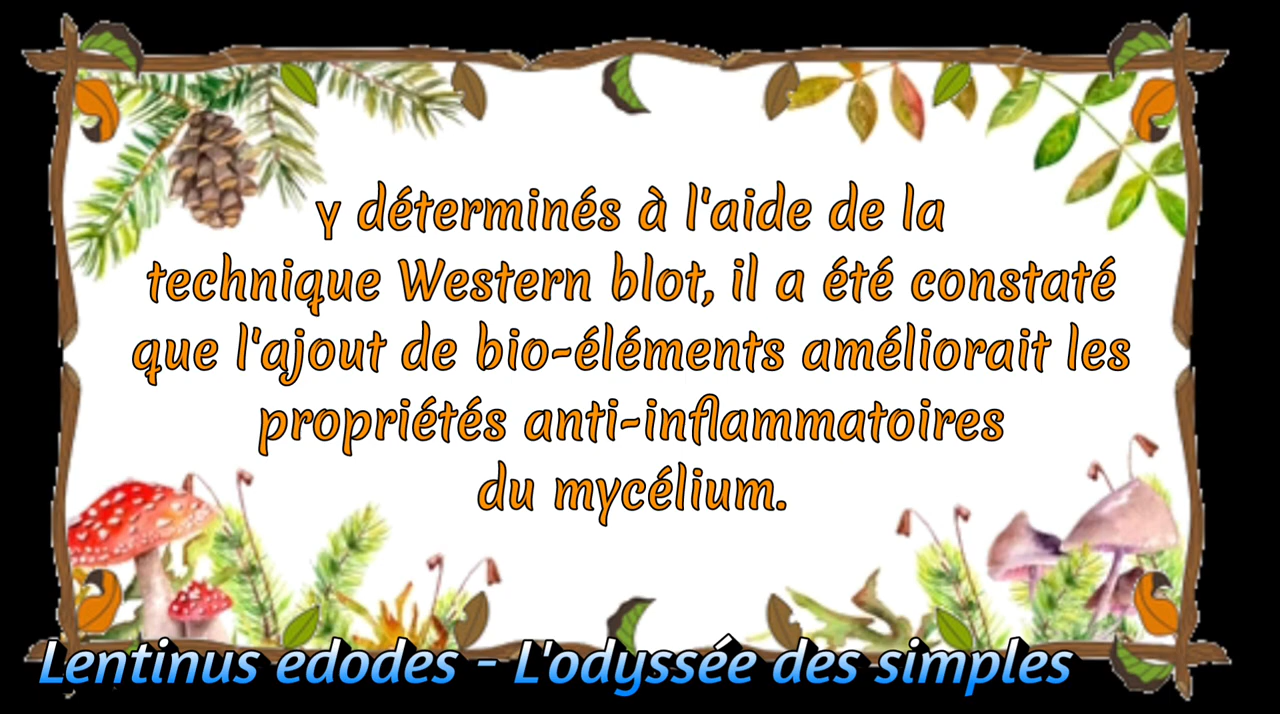 γ déterminés à l'aide de la
technique Western blot, il a été constaté
que l'ajout de bio-éléments améliorait les
propriétés anti-inflammatoires
du mycélium.
Lentinus edodes - L'odyssée des simples